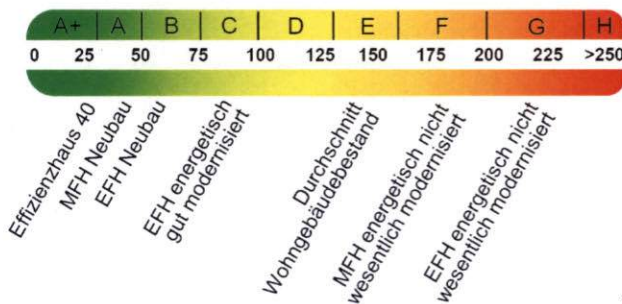 A+ A B C D E F G H
0 25 50 75 100 125 150 175 200 225 >250
Effizienzhaus 40
MFH Neubau
EFH Neubau
EFH energetisch
gut modernisiert
Durchschnitt
Wohngebäudebestand
MFH energetisch nicht
wesentlich modernisiert
EFH energetisch nicht
wesentlich modernisiert